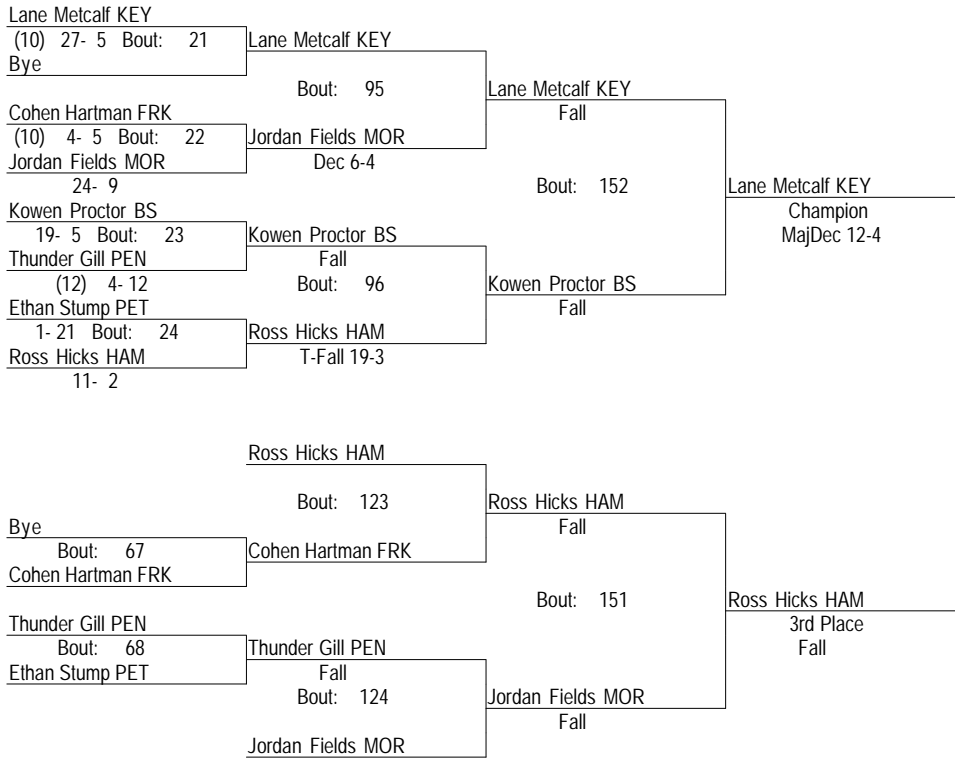 Lane Metcalf KEY
(10) 27- 5 Bout: 21 Lane Metcalf KEY
Bye
Bout: 95 Lane Metcalf KEY
Cohen Hartman FRK Fall
(10) 4- 5 Bout: 22 Jordan Fields MOR
Jordan Fields MOR Dec 6-4
24- 9 Bout: 152 Lane Metcalf KEY
Kowen Proctor BS Champion
19- 5 Bout: 23 Kowen Proctor BS MajDec 12-4
Thunder Gill PEN Fall
(12) 4- 12 Bout: 96 Kowen Proctor BS
Ethan Stump PET Fall
1- 21 Bout: 24 Ross Hicks HAM
Ross Hicks HAM T-Fall 19-3
11- 2
Ross Hicks HAM
Bout: 123 Ross Hicks HAM
Bye Fall
Bout: 67 Cohen Hartman FRK
Cohen Hartman FRK
Bout: 151 Ross Hicks HAM
Thunder Gill PEN 3rd Place
Bout: 68 Thunder Gill PEN Fall
Ethan Stump PET Fall
Bout: 124 Jordan Fields MOR
Fall
Jordan Fields MOR